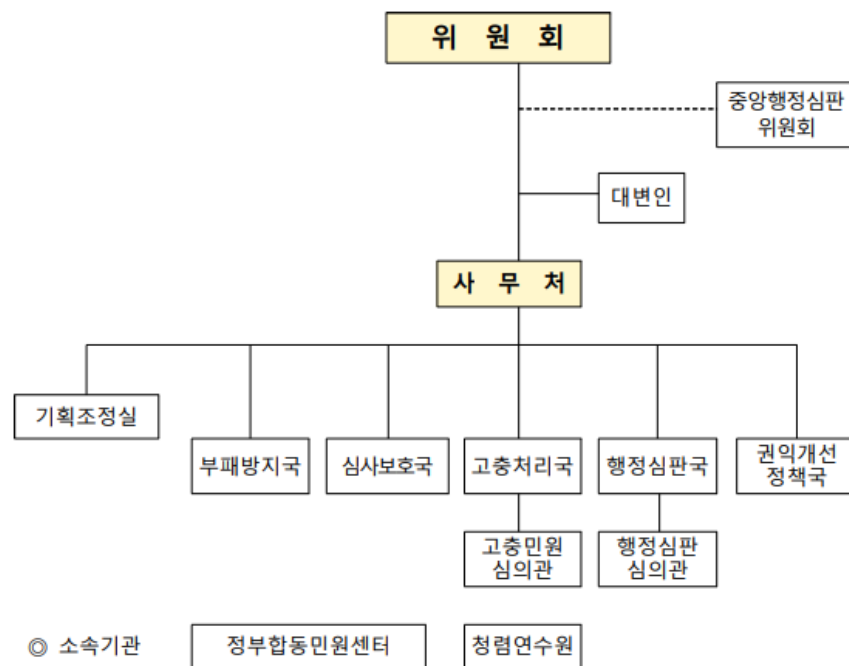 위 원 회
중앙행정심판
위원회
대변인
사 무 처
기획조정실
부패방지국
심사보호국
고충처리국
행정심판국
권익개선
정책국
고충민원
심의관
행정심판
심의관
◎ 소속기관
정부합동민원센터
청렴연수원